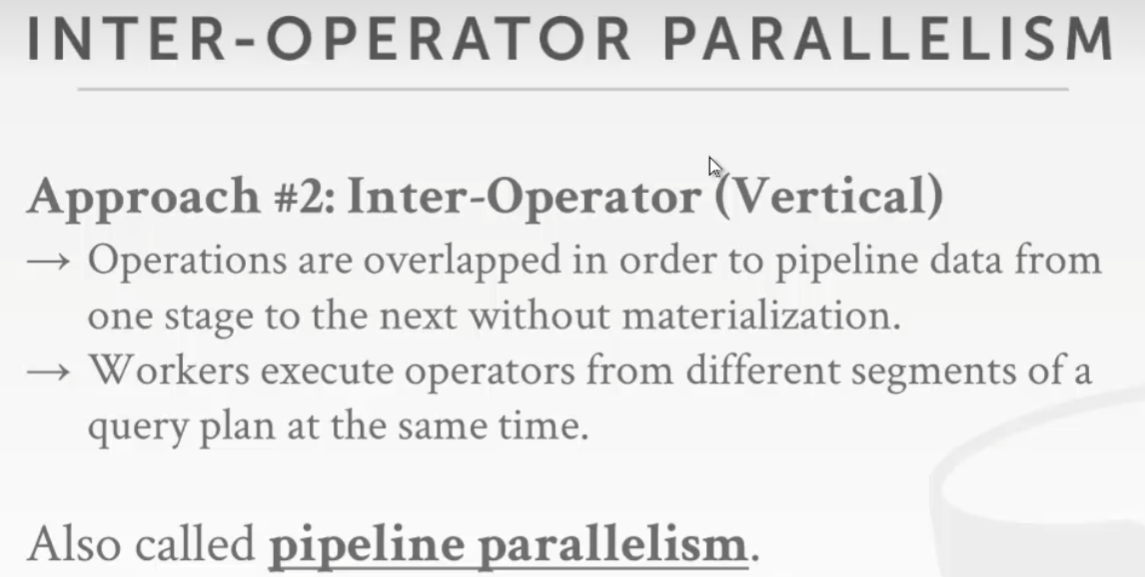 INTER-OPERATOR PARALLELISM
Approach #2: Inter-Operator (Vertical)
→ Operations are overlapped in order to pipeline data from
one stage to the next without materialization.
→ Workers execute operators from different segments of a
query plan at the same time.
Also called pipeline parallelism.